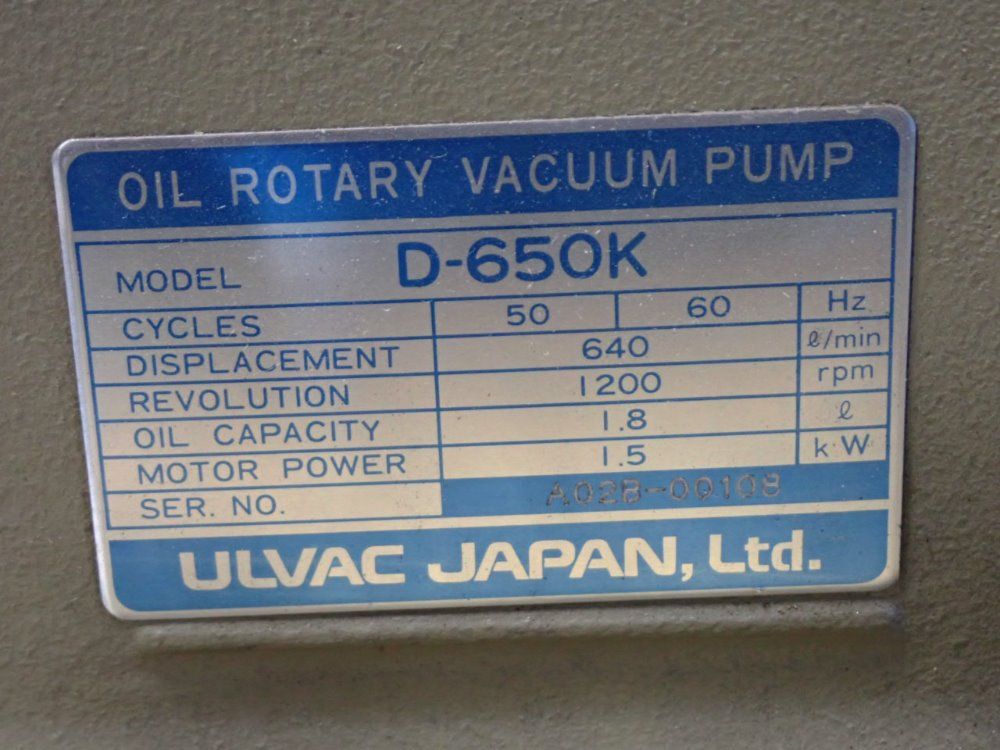 OIL ROTARY VACUUM PUMP
MODEL D-650K
CYCLES 50 60 Hz
DISPLACEMENT 640 ℓ/min
REVOLUTION 1200 rpm
OIL CAPACITY 1.8 ℓ
MOTOR POWER 1.5 kW
SER. NO. A02B-00108
ULVAC JAPAN, Ltd.